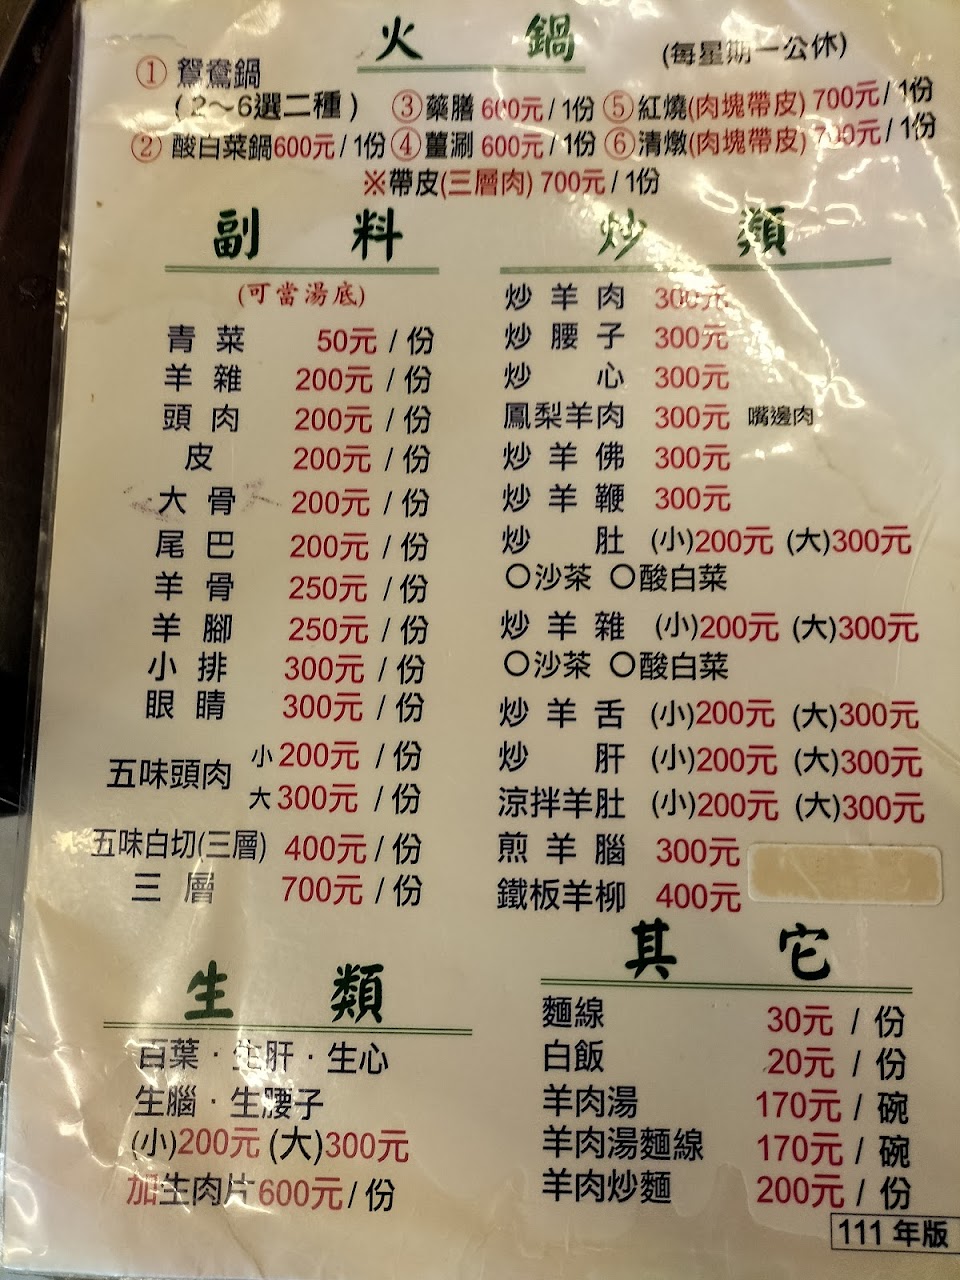 火鍋 (每星期一公休)
①鴛鴦鍋
(2～6選二種)
③藥膳 600元/1份
⑤紅燒(肉塊帶皮) 700元/1份
②酸白菜鍋600元/1份
④薑涮 600元/1份
⑥清燉(肉塊帶皮) 700元/1份
※帶皮(三層肉) 700元/1份
副料
(可當湯底)
青菜 50元/份
羊雜 200元/份
頭肉 200元/份
皮 200元/份
大骨 200元/份
尾巴 200元/份
羊骨 250元/份
羊腳 250元/份
小排 300元/份
眼睛 300元/份
五味頭肉 小200元/份
大300元/份
五味白切(三層) 400元/份
三層 700元/份
炒類
炒羊肉 300元
炒腰子 300元
炒心 300元
鳳梨羊肉 300元 嘴邊肉
炒羊佛 300元
炒羊鞭 300元
炒肚 (小)200元 (大)300元
○沙茶 ○酸白菜
炒羊雜 (小)200元 (大)300元
○沙茶 ○酸白菜
炒羊舌 (小)200元 (大)300元
炒肝 (小)200元 (大)300元
涼拌羊肚 (小)200元 (大)300元
煎羊腦 300元
鐵板羊柳 400元
生類
百葉·生肝·生心
生腦·生腰子
(小)200元(大)300元
加生肉片600元/份
其它
麵線 30元/份
白飯 20元/份
羊肉湯 170元/碗
羊肉湯麵線 170元/碗
羊肉炒麵 200元/份
111年版